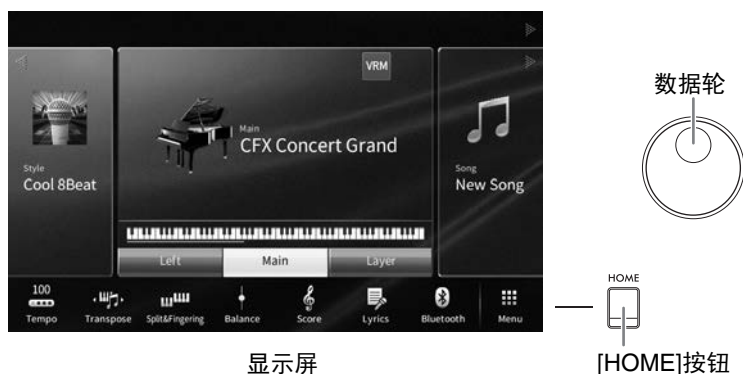 VRM
数据轮
Main
CFX Concert Grand
Style
Cool 8Beat
Song
New Song
Left Main Layer
HOME
100
Tempo Transpose Split&Fingering Balance Score Lyrics Bluetooth Menu
显示屏
[HOME]按钮